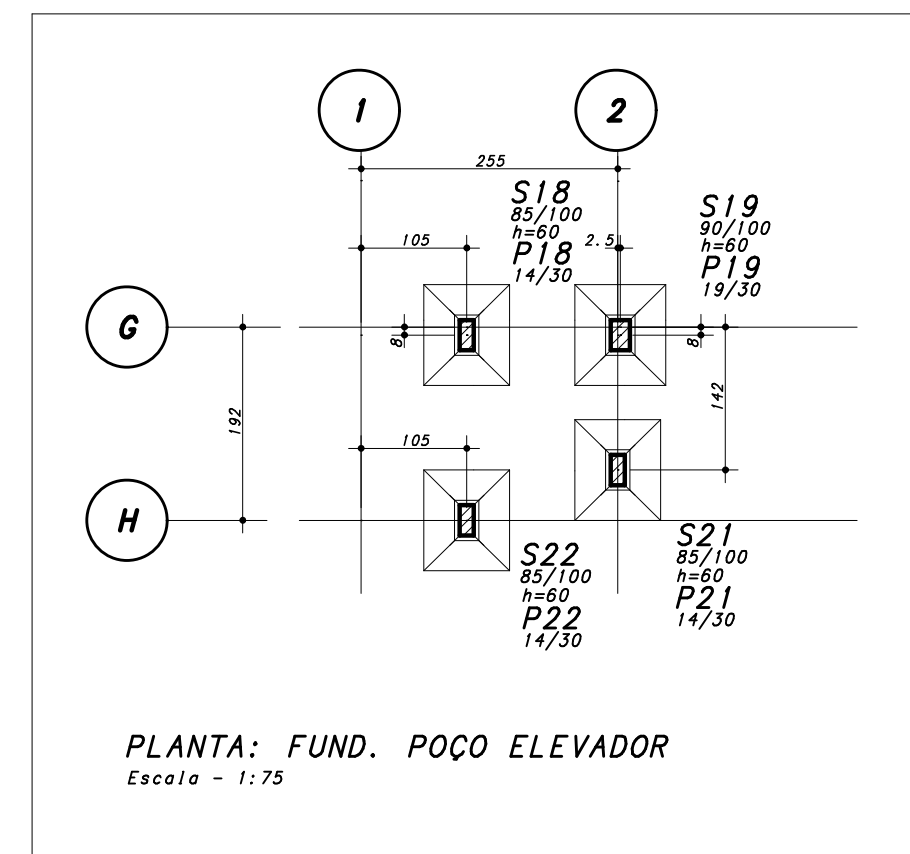 1
2
255
S18
85/100
h=60
P18
14/30
S19
90/100
h=60
P19
19/30
105
2.5
G
8
8
192
142
105
H
S22
85/100
h=60
P22
14/30
S21
85/100
h=60
P21
14/30
PLANTA: FUND. POÇO ELEVADOR
Escala - 1:75